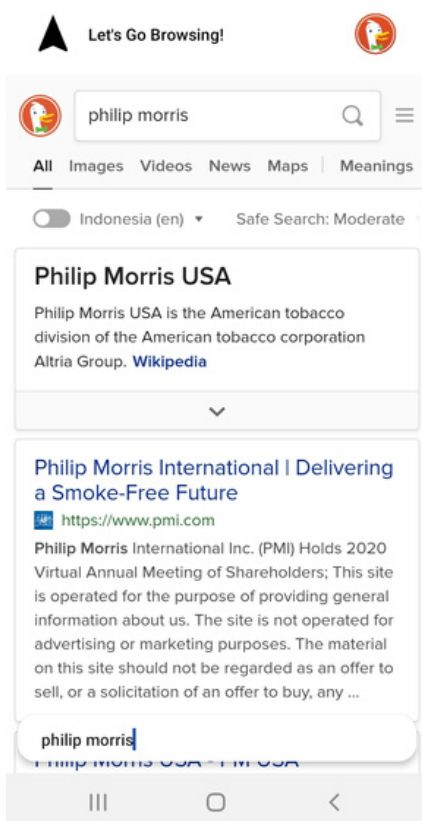 Let's Go Browsing!
philip morris
All Images Videos News Maps Meanings
Indonesia (en) Safe Search: Moderate
Philip Morris USA
Philip Morris USA is the American tobacco
division of the American tobacco corporation
Altria Group. Wikipedia
Philip Morris International | Delivering
a Smoke-Free Future
https://www.pmi.com
Philip Morris International Inc. (PMI) Holds 2020
Virtual Annual Meeting of Shareholders; This site
is operated for the purpose of providing general
information about us. The site is not operated for
advertising or marketing purposes. The material
on this site should not be regarded as an offer to
sell, or a solicitation of an offer to buy, any ...
philip morris
Philip Morris USA - PM USA